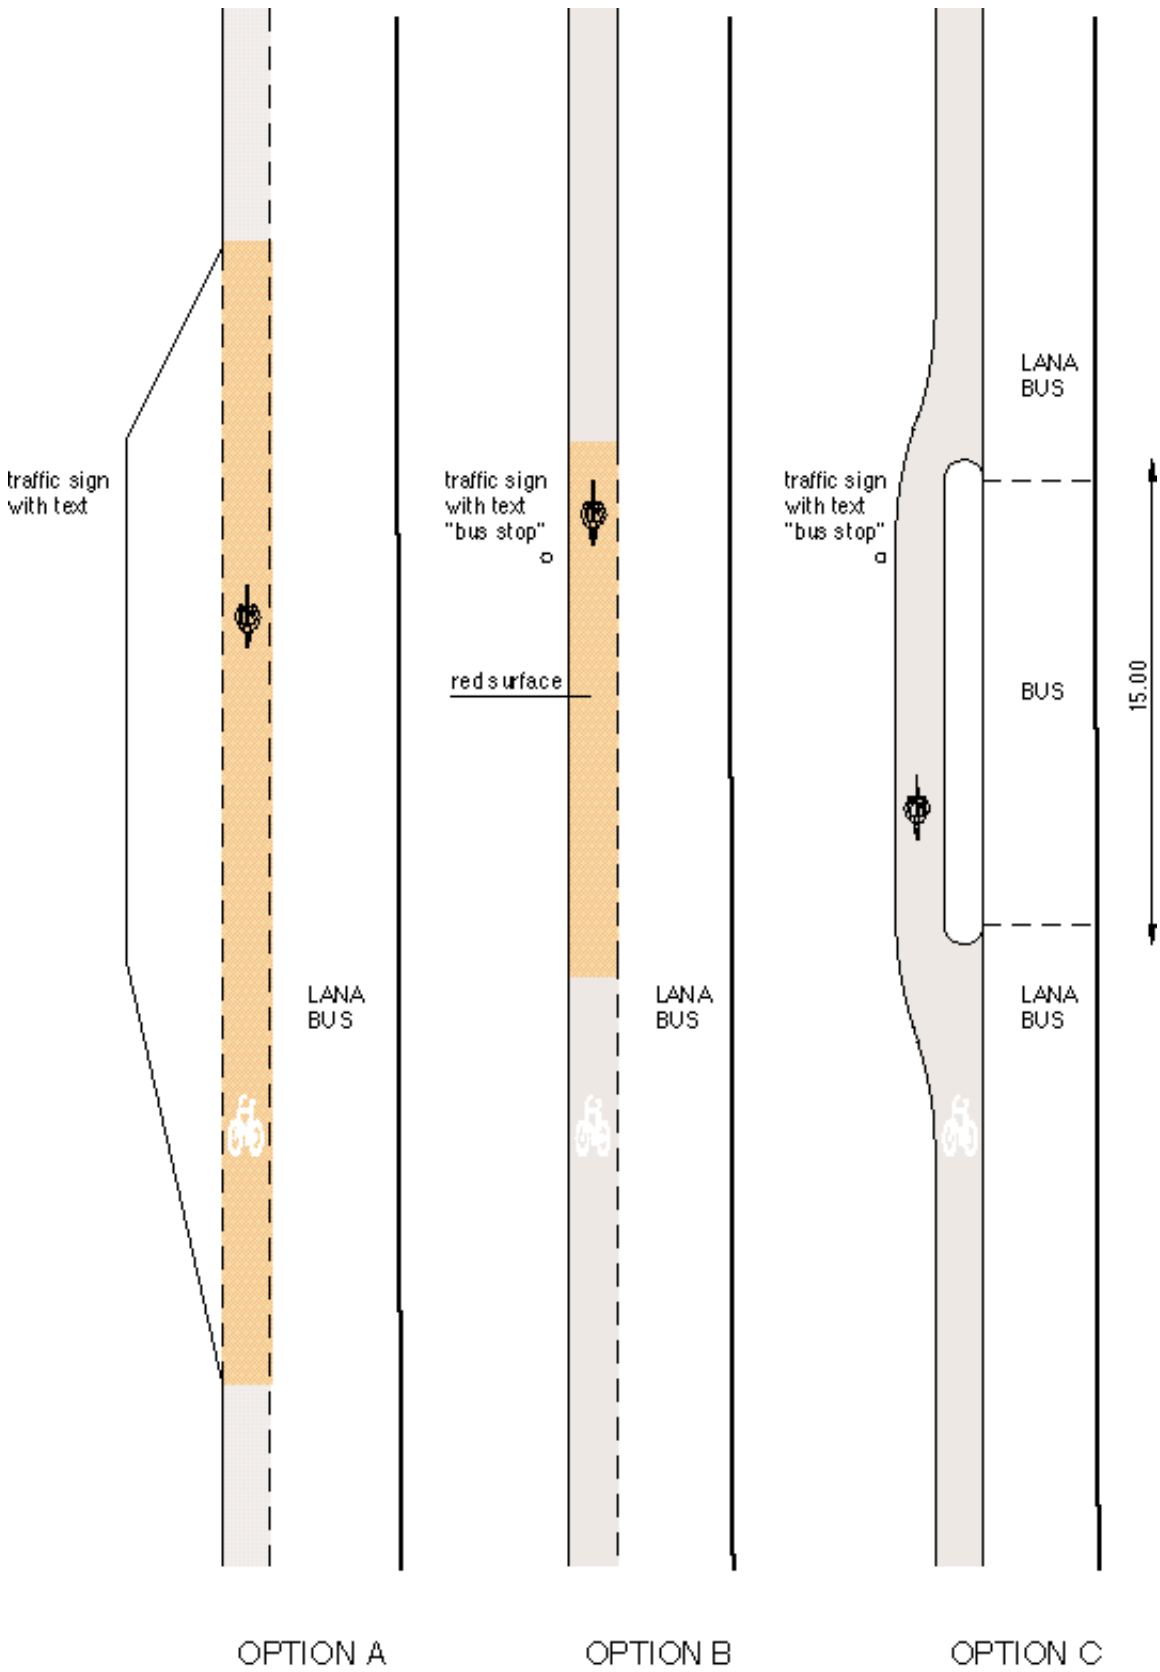 LANA
BUS
traffic sign
with text
traffic sign
with text
"bus stop"
traffic sign
with text
"bus stop"
red surface
BUS
15.00
LANA
BUS
LANA
BUS
LANA
BUS
OPTION A
OPTION B
OPTION C